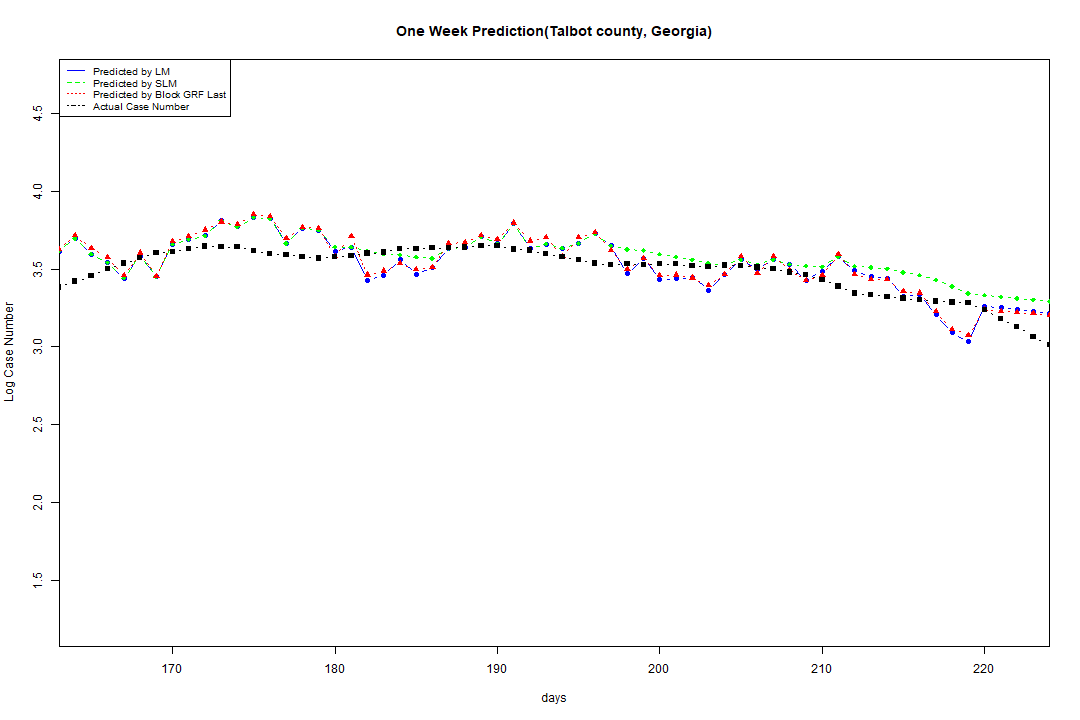 One Week Prediction(Talbot county, Georgia)
Predicted by LM
Predicted by SLM
Predicted by Block GRF Last
Actual Case Number
4.5
4.0
3.5
3.0
2.5
2.0
1.5
Log Case Number
170 180 190 200 210 220
days